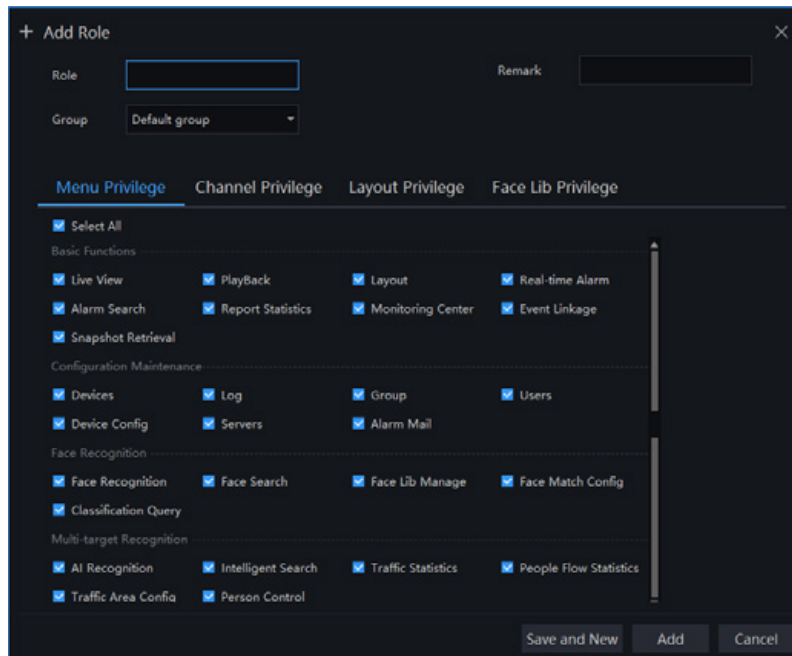 + Add Role
Role
Remark
Group Default group
Menu Privilege Channel Privilege Layout Privilege Face Lib Privilege
Select All
Basic Functions
Live View PlayBack Layout Real-time Alarm
Alarm Search Report Statistics Monitoring Center Event Linkage
Snapshot Retrieval
Configuration Maintenance
Devices Log Group Users
Device Config Servers Alarm Mail
Face Recognition
Face Recognition Face Search Face Lib Manage Face Match Config
Classification Query
Multi-target Recognition
AI Recognition Intelligent Search Traffic Statistics People Flow Statistics
Traffic Area Config Person Control
Save and New Add Cancel